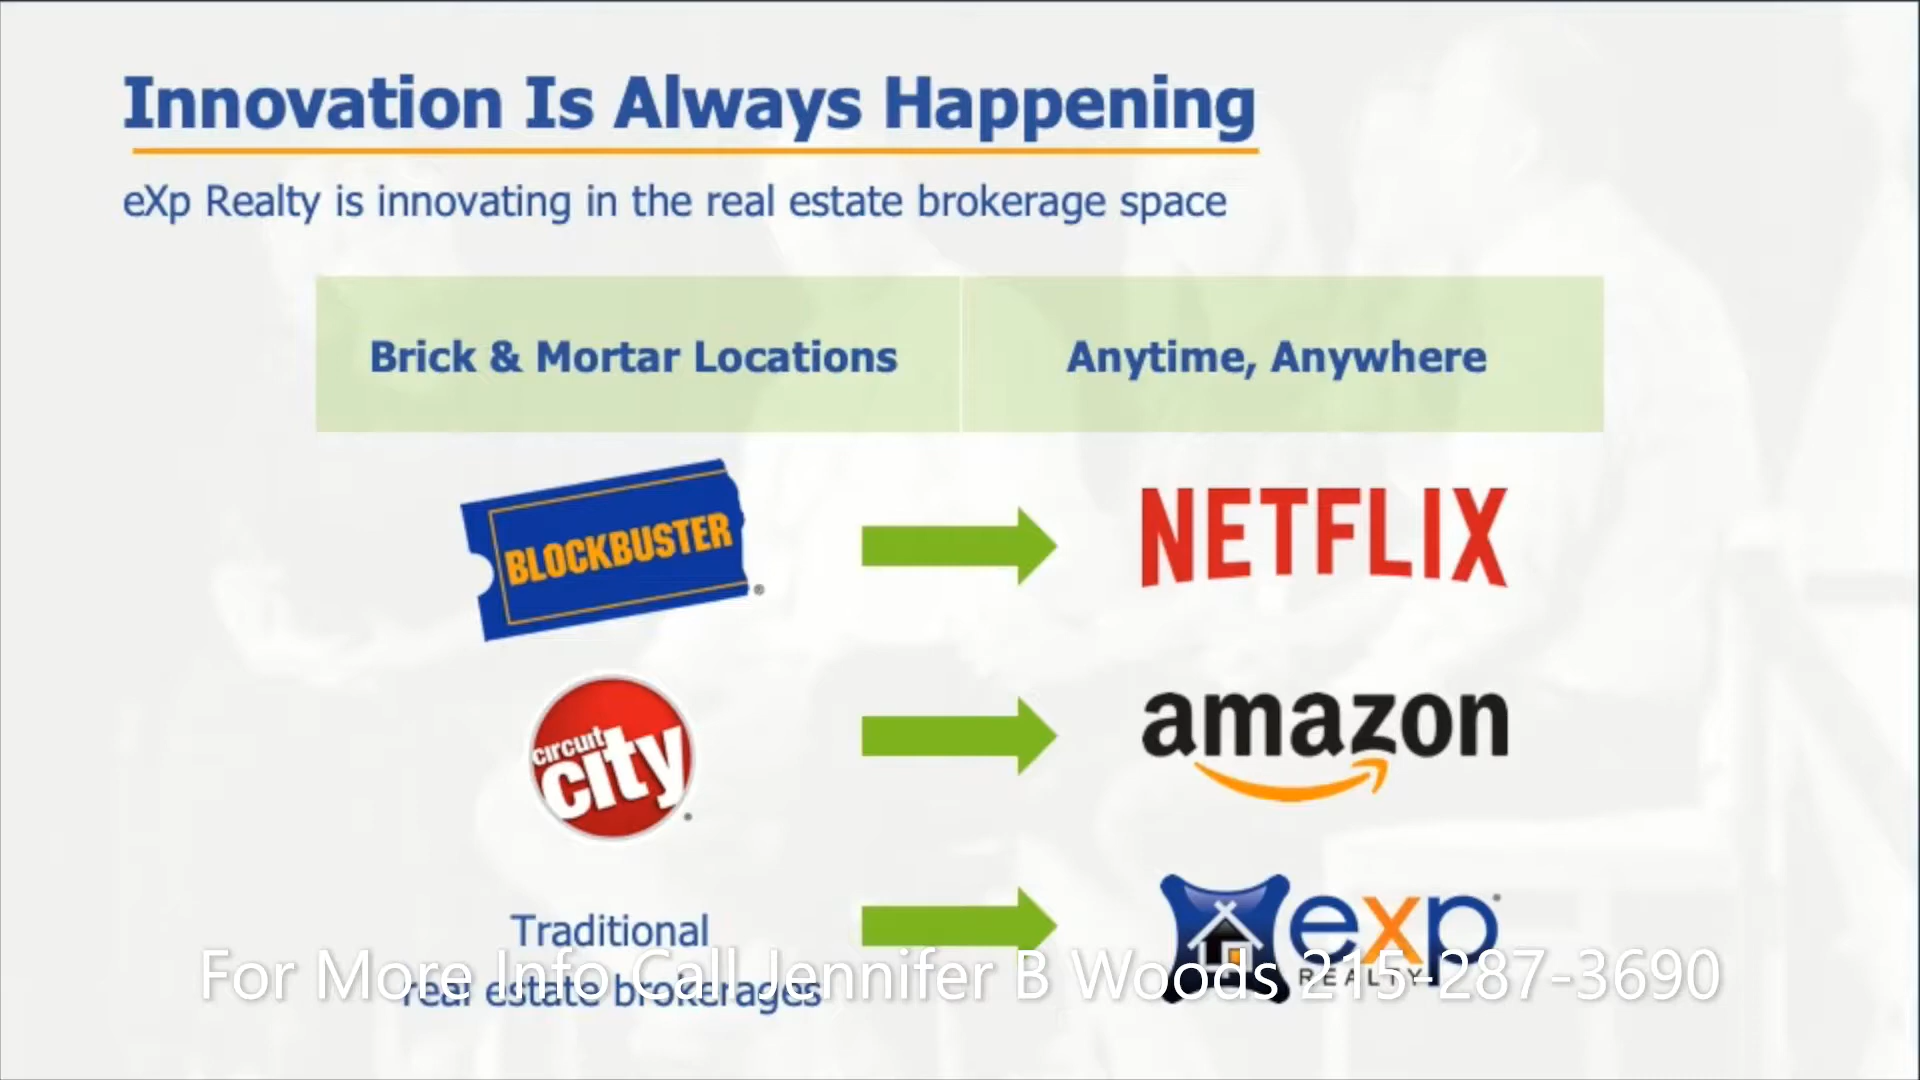 Innovation Is Always Happening
eXp Realty is innovating in the real estate brokerage space
Brick & Mortar Locations
Anytime, Anywhere
BLOCKBUSTER
NETFLIX
circuit
city
amazon
Traditional
real estate brokerages
exp
REALTY
For More Info Call Jennifer B Woods 215-287-3690